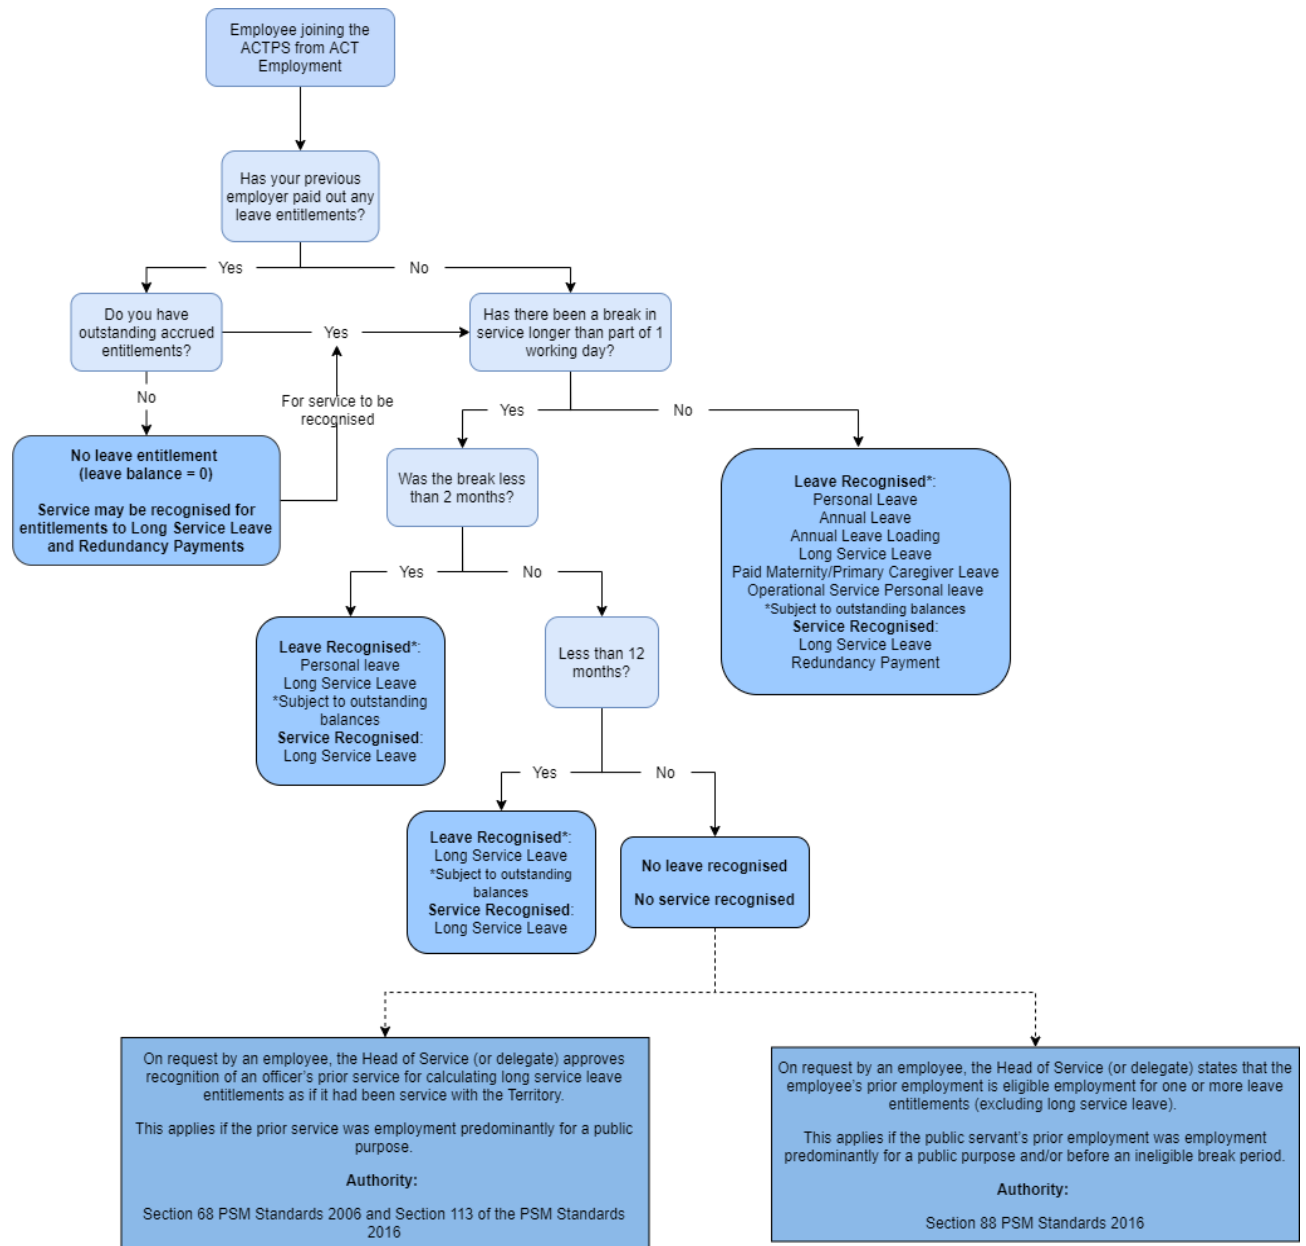 Employee joining the
ACTPS from ACT
Employment
Has your previous
employer paid out any
leave entitlements?
Yes
No
Do you have
outstanding accrued
entitlements?
Yes
Has there been a break in
service longer than part of 1
working day?
No
For service to be
recognised
Yes
No
No leave entitlement
(leave balance = 0)
Service may be recognised for
entitlements to Long Service Leave
and Redundancy Payments
Was the break less
than 2 months?
Leave Recognised*:
Personal Leave
Annual Leave
Annual Leave Loading
Long Service Leave
Paid Maternity/Primary Caregiver Leave
Operational Service Personal leave
*Subject to outstanding balances
Service Recognised:
Long Service Leave
Redundancy Payment
Yes
No
Leave Recognised*:
Personal leave
Long Service Leave
*Subject to outstanding
balances
Service Recognised:
Long Service Leave
Less than 12
months?
Yes
No
Leave Recognised*:
Long Service Leave
*Subject to outstanding
balances
Service Recognised:
Long Service Leave
No leave recognised
No service recognised
On request by an employee, the Head of Service (or delegate) approves
recognition of an officer's prior service for calculating long service leave
entitlements as if it had been service with the Territory.
This applies if the prior service was employment predominantly for a public
purpose.
Authority:
Section 68 PSM Standards 2006 and Section 113 of the PSM Standards
2016
On request by an employee, the Head of Service (or delegate) states that
the employee's prior employment is eligible employment for one or more leave
entitlements (excluding long service leave).
This applies if the public servant's prior employment was employment
predominantly for a public purpose and/or before an ineligible break period.
Authority:
Section 88 PSM Standards 2016